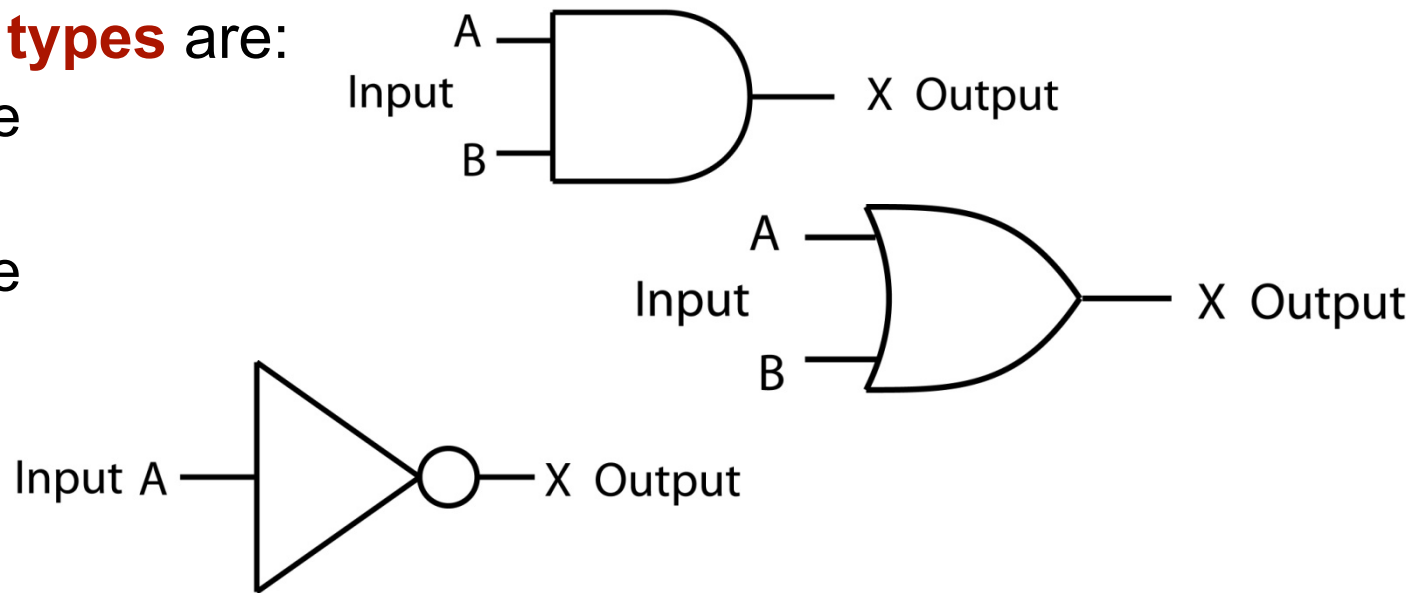 types are:
e
e
A
Input
B
X Output
A
Input
B
X Output
Input A
X Output